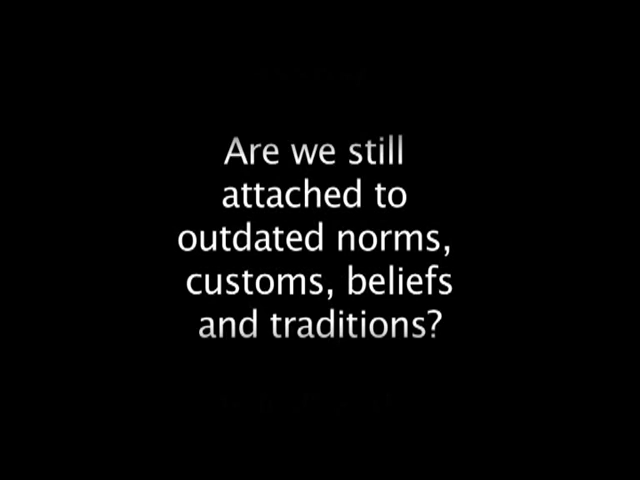 Are we still
attached to
outdated norms,
customs, beliefs
and traditions?